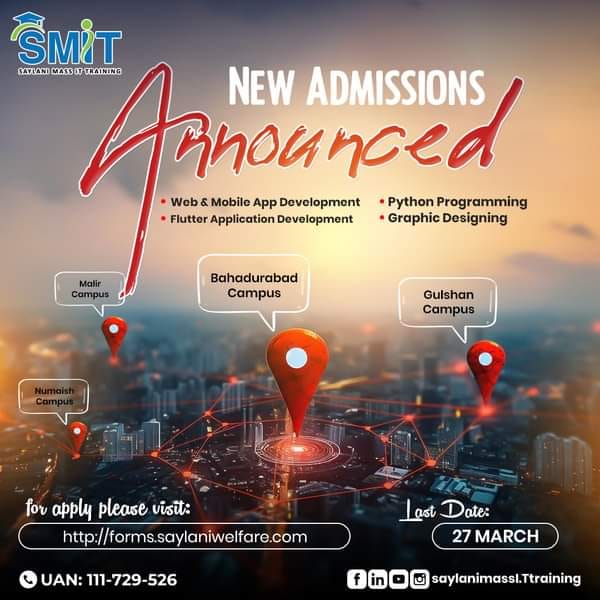 SMIT
SAYLANI MASS IT TRAINING
NEW ADMISSIONS
Announced
• Web & Mobile App Development
• Python Programming
• Flutter Application Development
• Graphic Designing
Malir
Campus
Bahadurabad
Campus
Gulshan
Campus
Numaish
Campus
for apply please visit:
http://forms.saylaniwelfare.com
Last Date:
27 MARCH
UAN: 111-729-526
saylanimassI.Ttraining